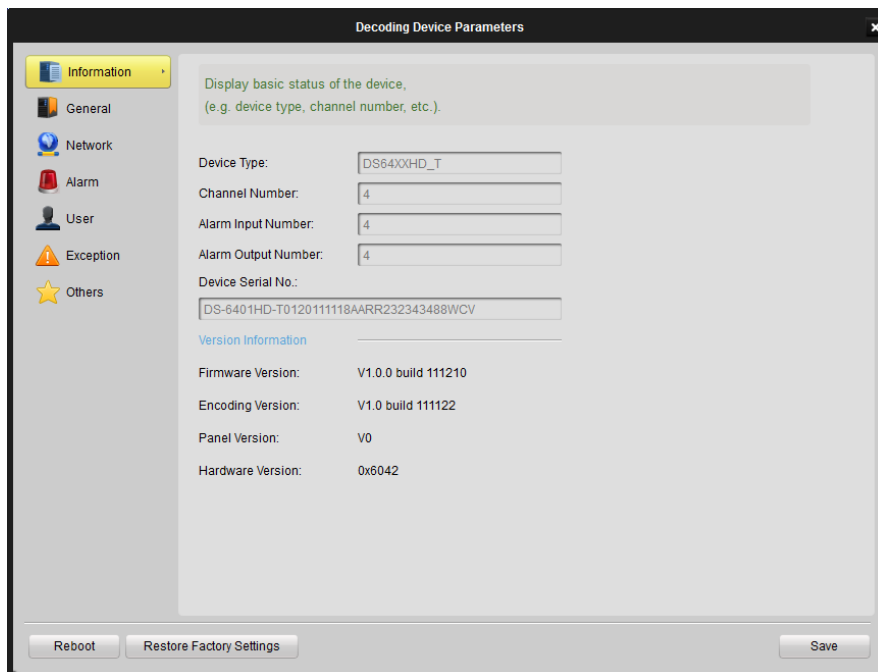 Decoding Device Parameters
Information
General
Network
Alarm
User
Exception
Others
Display basic status of the device,
(e.g. device type, channel number, etc.).
Device Type: DS64XXHD_T
Channel Number: 4
Alarm Input Number: 4
Alarm Output Number: 4
Device Serial No.:
DS-6401HD-T0120111118AARR232343488WCV
Version Information
Firmware Version: V1.0.0 build 111210
Encoding Version: V1.0 build 111122
Panel Version: V0
Hardware Version: 0x6042
Reboot Restore Factory Settings Save